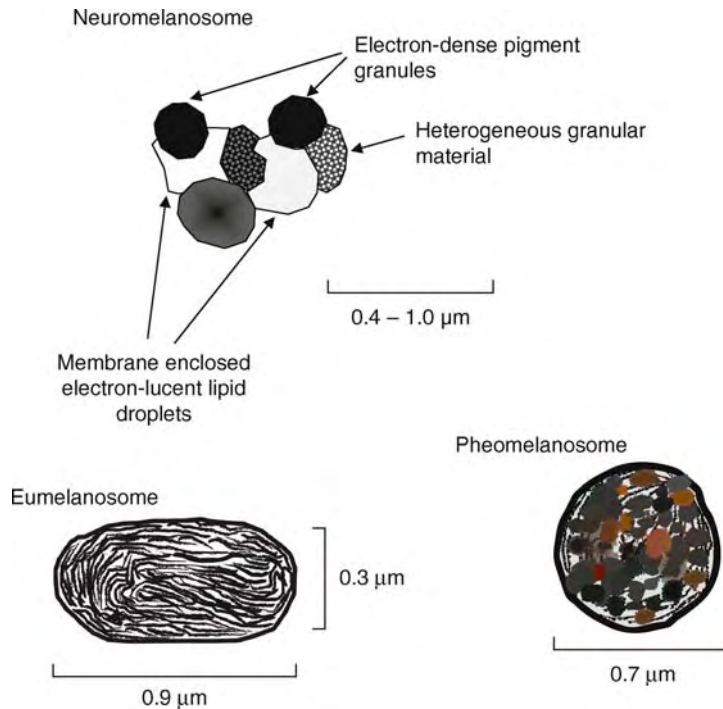 Neuromelanosome
Electron-dense pigment
granules
Heterogeneous granular
material
0.4 – 1.0 μm
Membrane enclosed
electron-lucent lipid
droplets
Pheomelanosome
Eumelanosome
0.3 μm
0.9 μm
0.7 μm